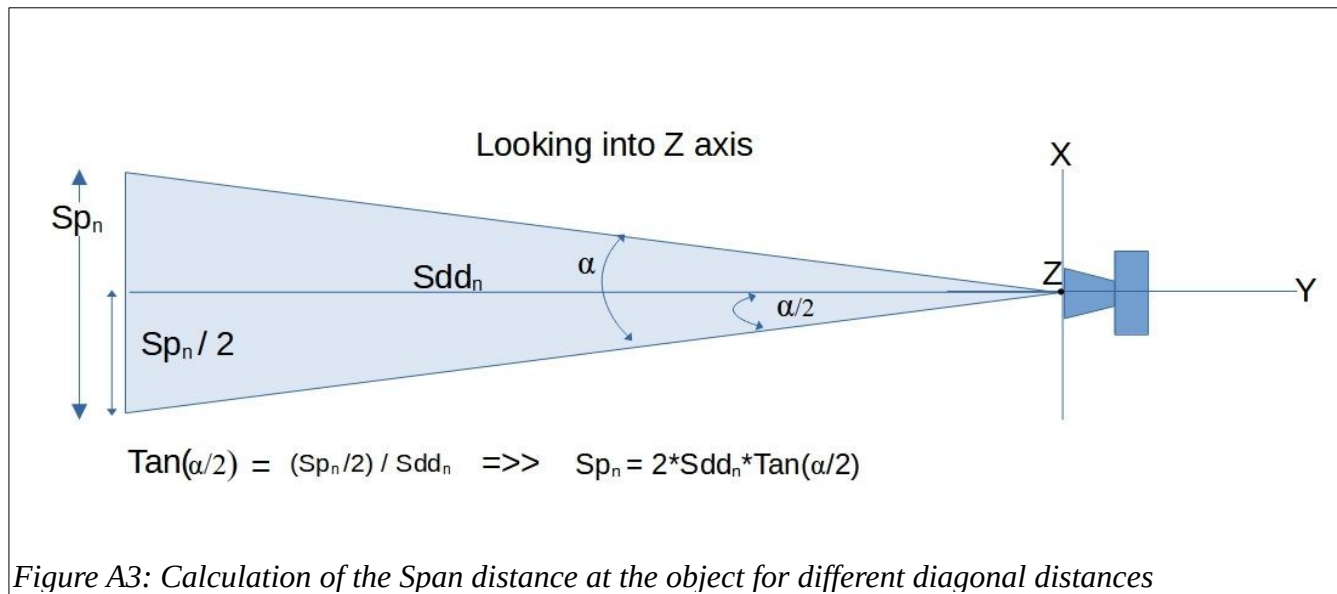 Looking into Z axis
X
Spₙ
Z
α
Sddₙ
Y
α/2
Spₙ / 2
Tan(α/2) = (Spₙ/2) / Sddₙ =>> Spₙ = 2*Sddₙ*Tan(α/2)
Figure A3: Calculation of the Span distance at the object for different diagonal distances